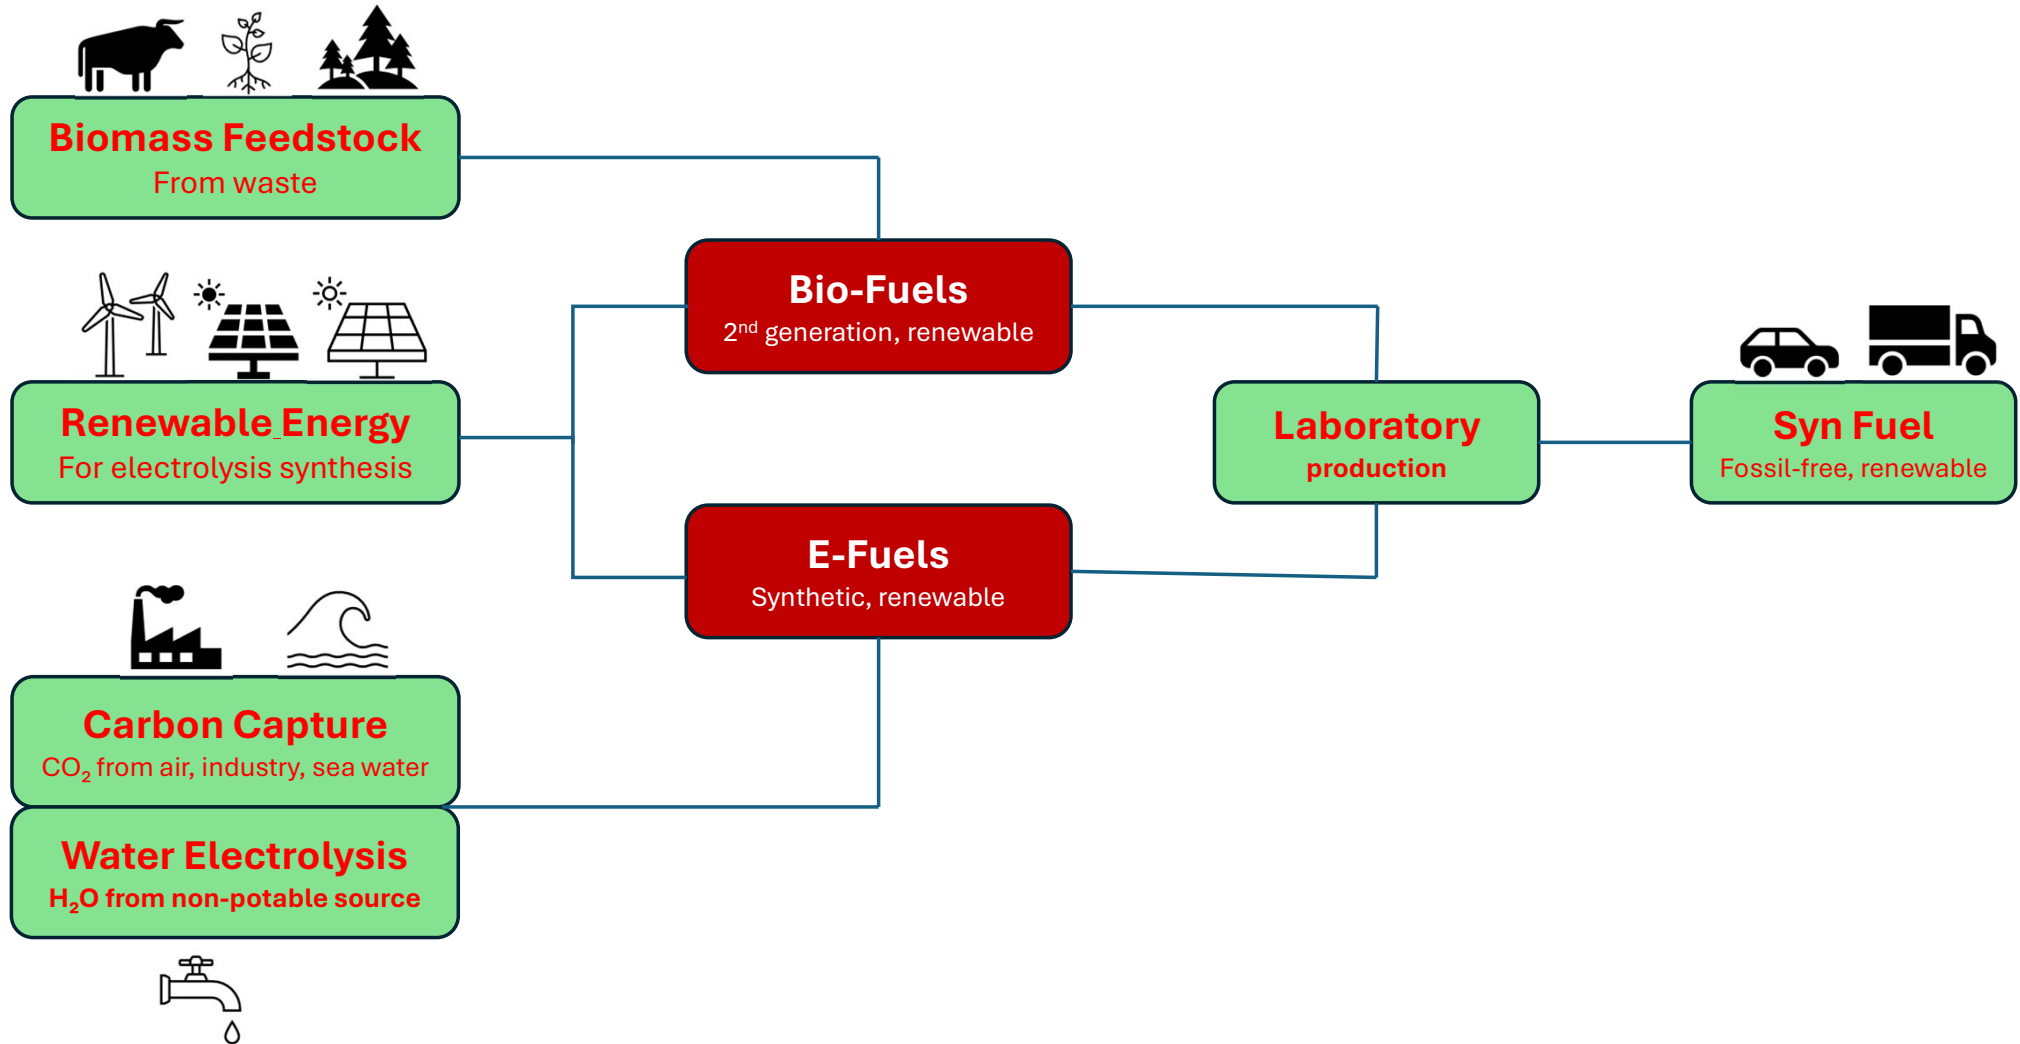 Biomass Feedstock
From waste
Bio-Fuels
2nd generation, renewable
Renewable Energy
For electrolysis synthesis
Laboratory
production
Syn Fuel
Fossil-free, renewable
E-Fuels
Synthetic, renewable
Carbon Capture
CO₂ from air, industry, sea water
Water Electrolysis
H₂O from non-potable source